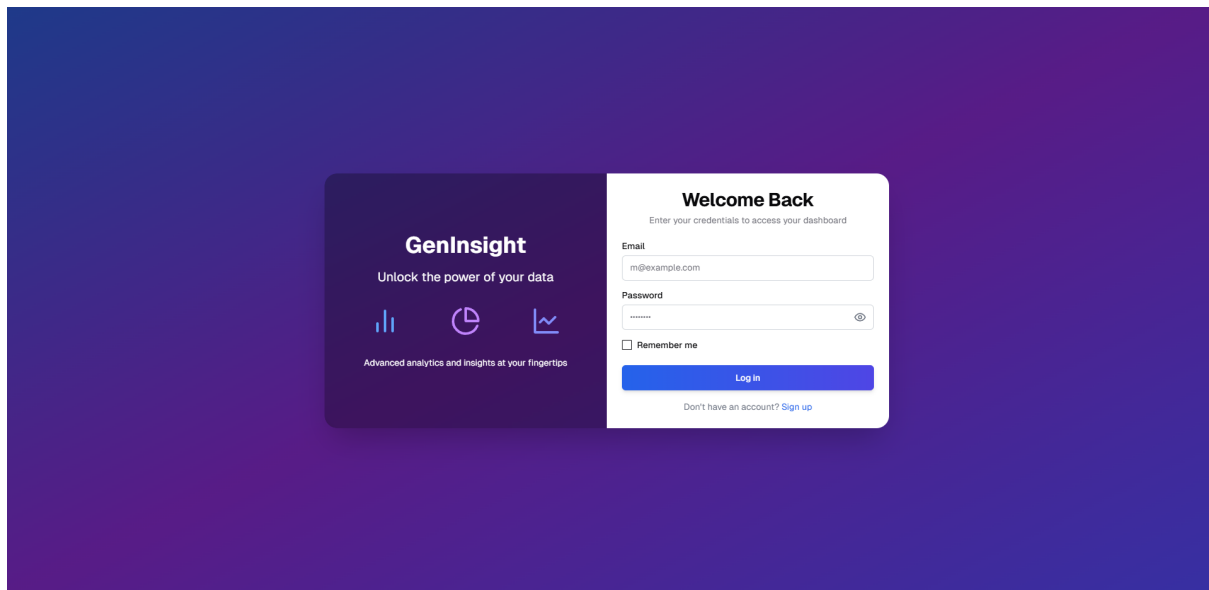 GenInsight
Unlock the power of your data
Advanced analytics and insights at your fingertips
Welcome Back
Enter your credentials to access your dashboard
Email
m@example.com
Password
••••••••
Remember me
Log in
Don't have an account? Sign up